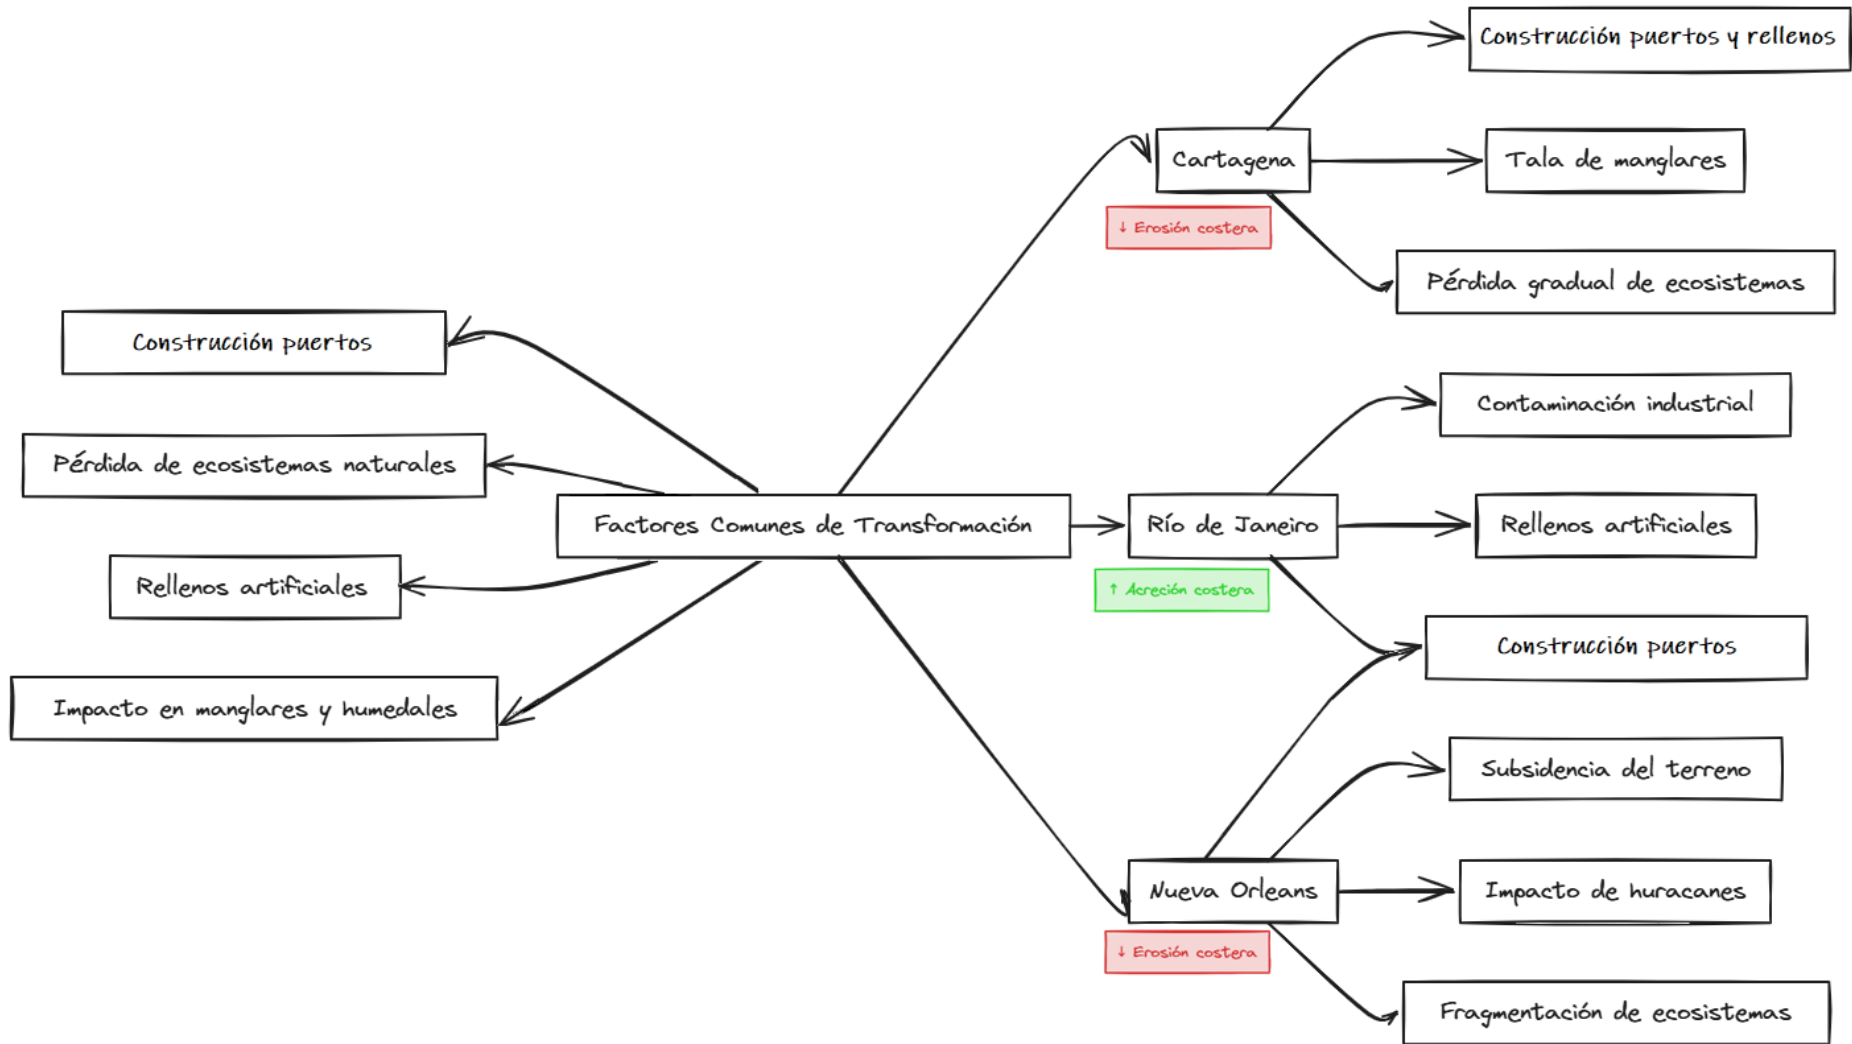 Construcción puertos y rellenos
Cartagena
Tala de manglares
↓ Erosión costera
Pérdida gradual de ecosistemas
Construcción puertos
Contaminación industrial
Pérdida de ecosistemas naturales
Factores Comunes de Transformación
Río de Janeiro
Rellenos artificiales
Rellenos artificiales
↑ Acreción costera
Construcción puertos
Impacto en manglares y humedales
Subsidencia del terreno
Nueva Orleans
Impacto de huracanes
↓ Erosión costera
Fragmentación de ecosistemas